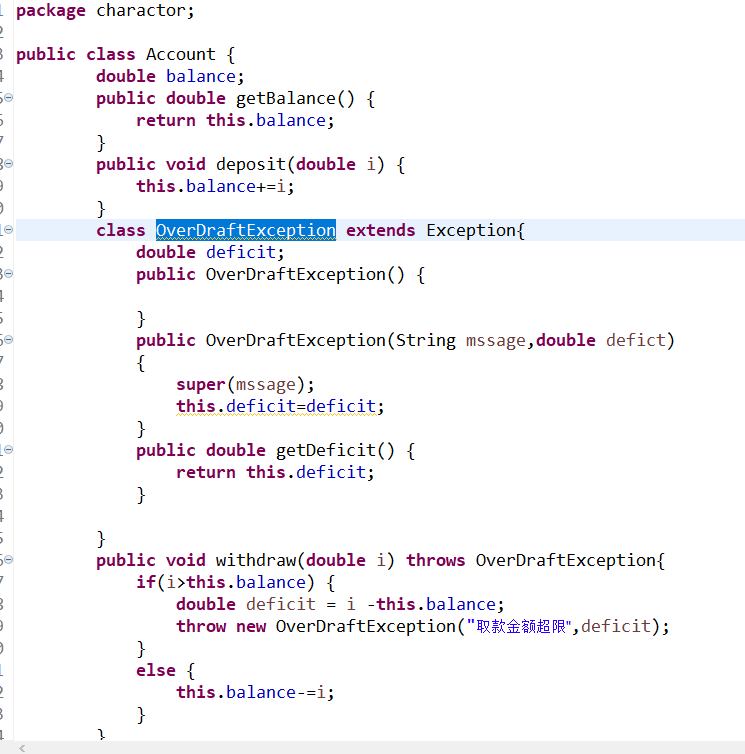 package charactor;
public class Account {
double balance;
public double getBalance() {
return this.balance;
}
public void deposit(double i) {
this.balance+=i;
}
class OverDraftException extends Exception{
double deficit;
public OverDraftException() {
}
public OverDraftException(String mssage,double defict)
{
super(mssage);
this.deficit=deficit;
}
public double getDeficit() {
return this.deficit;
}
}
public void withdraw(double i) throws OverDraftException{
if(i>this.balance) {
double deficit = i -this.balance;
throw new OverDraftException("取款金额超限",deficit);
}
else {
this.balance-=i;
}
}